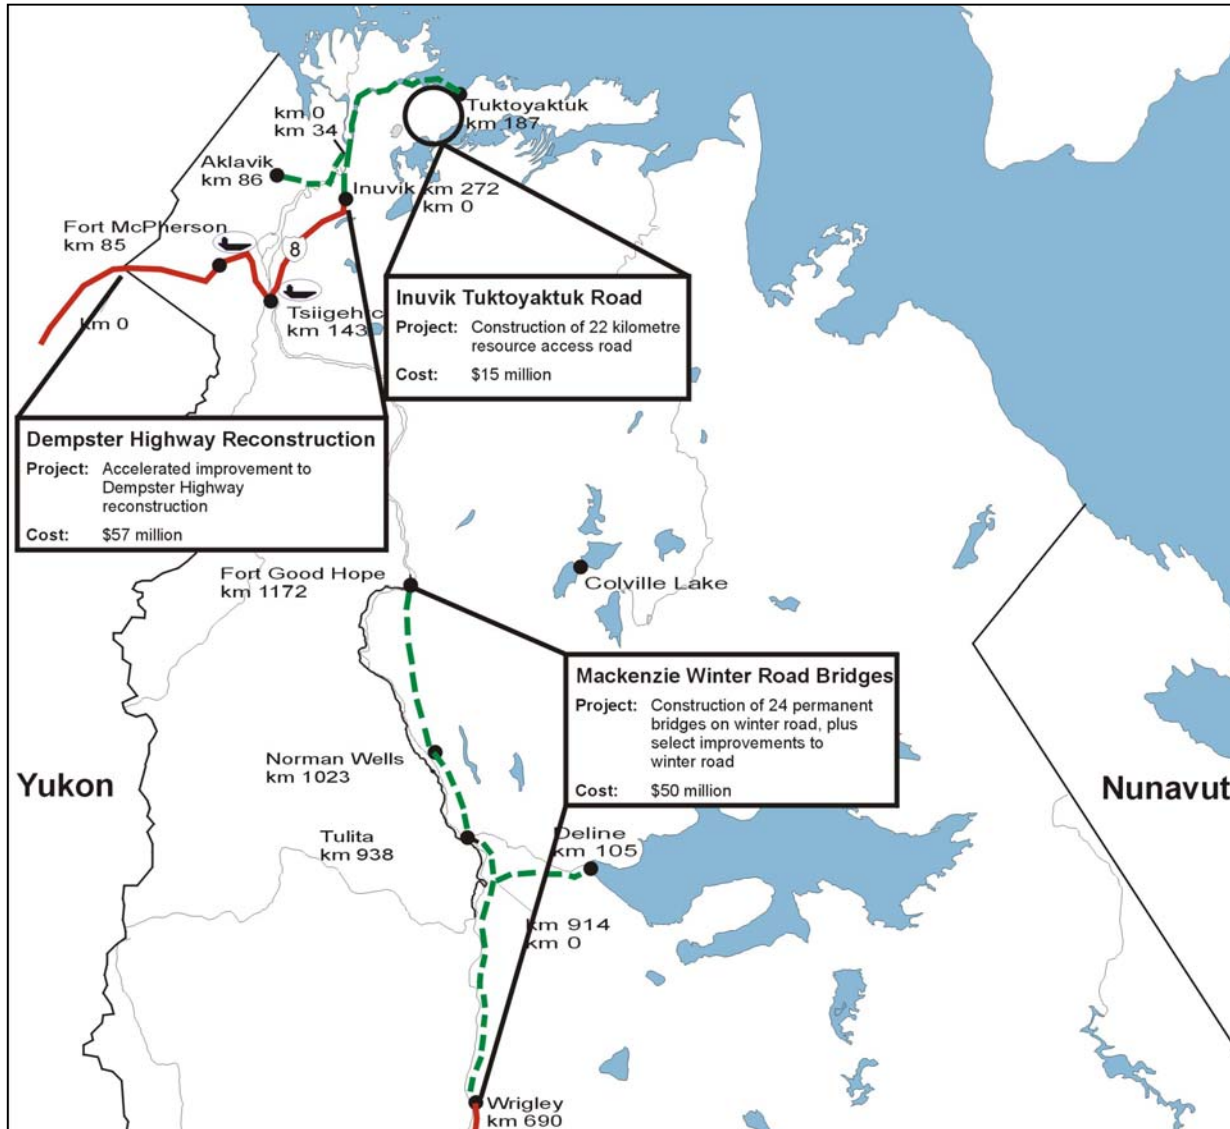 Tuktoyaktuk
km 187
km 0
km 34
Aklavik
km 86
Inuvik km 272
km 0
Fort McPherson
km 85
8
km 0
Tsiigehtc
km 143
Inuvik Tuktoyaktuk Road
Project: Construction of 22 kilometre
resource access road
Cost: $15 million
Dempster Highway Reconstruction
Project: Accelerated improvement to
Dempster Highway
reconstruction
Cost: $57 million
Fort Good Hope
km 1172
Colville Lake
Mackenzie Winter Road Bridges
Project: Construction of 24 permanent
bridges on winter road, plus
select improvements to
winter road
Cost: $50 million
Norman Wells
km 1023
Yukon
Nunavut
Tulita
km 938
Deline
km 105
km 914
km 0
Wrigley
km 690